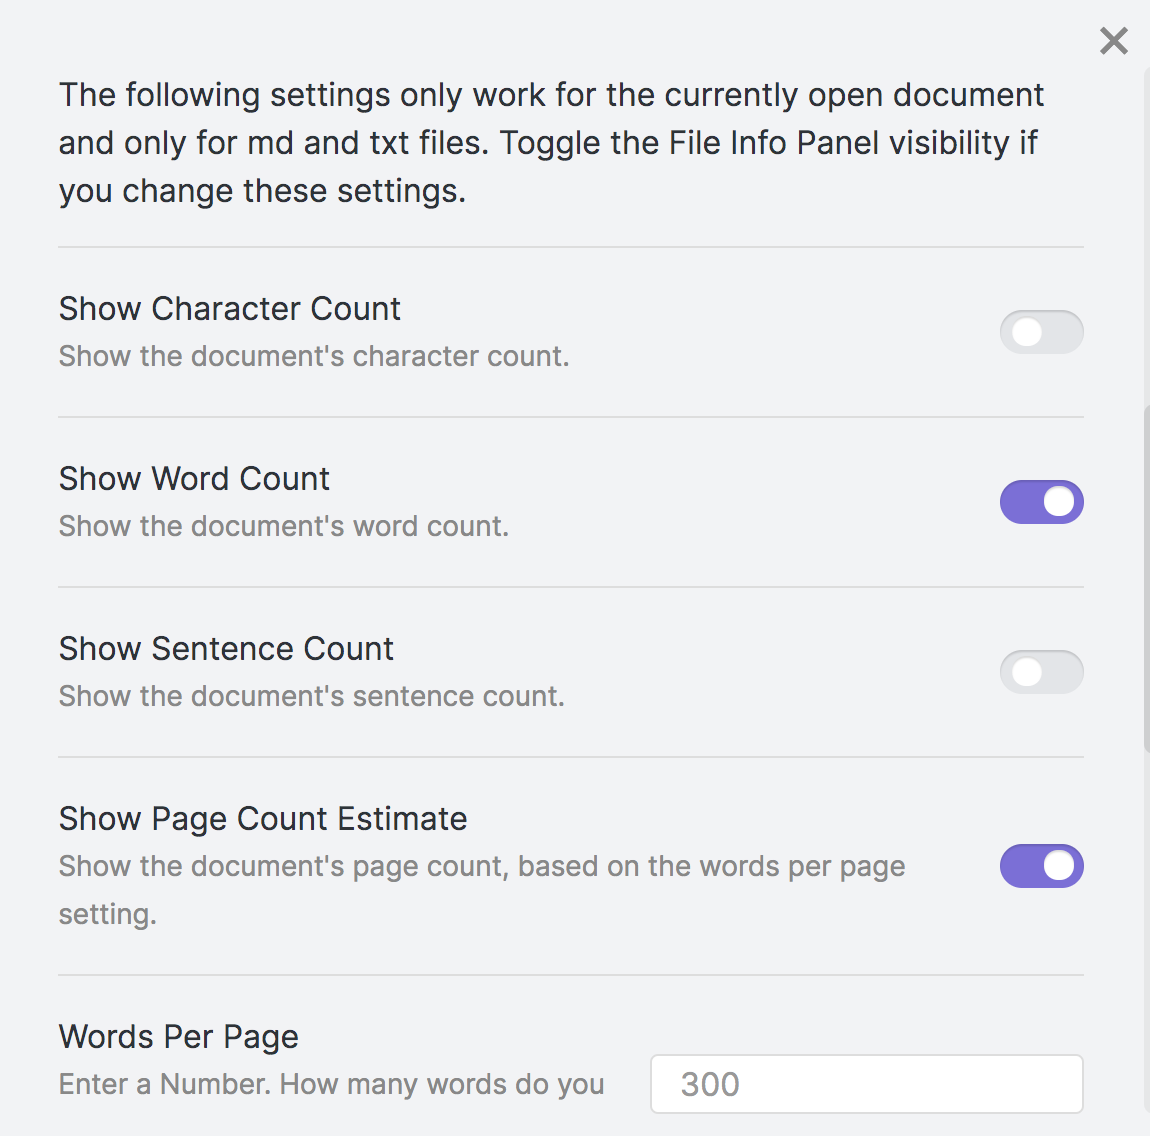 The following settings only work for the currently open document
and only for md and txt files. Toggle the File Info Panel visibility if
you change these settings.
Show Character Count
Show the document's character count.
Show Word Count
Show the document's word count.
Show Sentence Count
Show the document's sentence count.
Show Page Count Estimate
Show the document's page count, based on the words per page
setting.
Words Per Page
Enter a Number. How many words do you
300